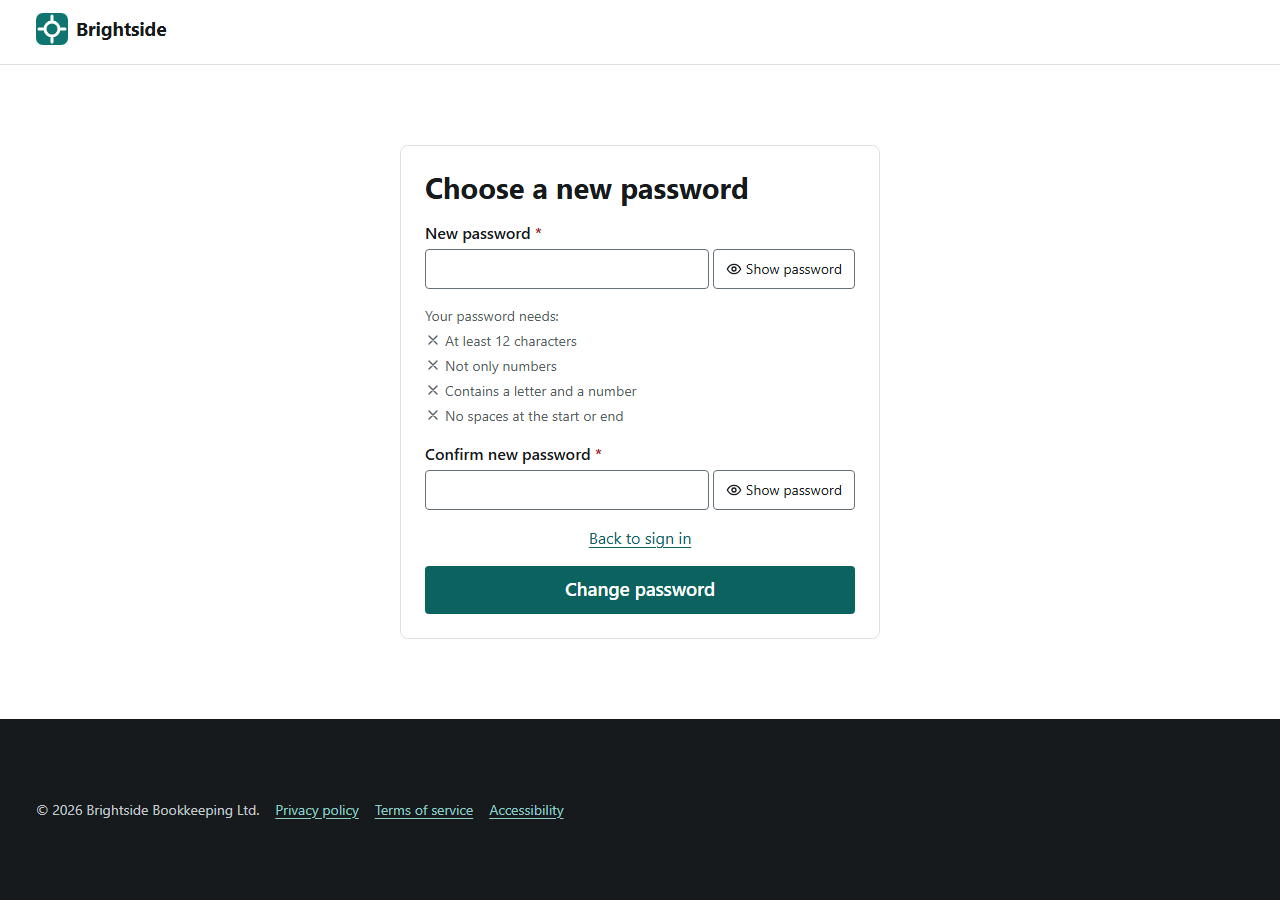 Brightside
Choose a new password
New password *
Show password
Your password needs:
At least 12 characters
Not only numbers
Contains a letter and a number
No spaces at the start or end
Confirm new password *
Show password
Back to sign in
Change password
© 2026 Brightside Bookkeeping Ltd. Privacy policy Terms of service Accessibility